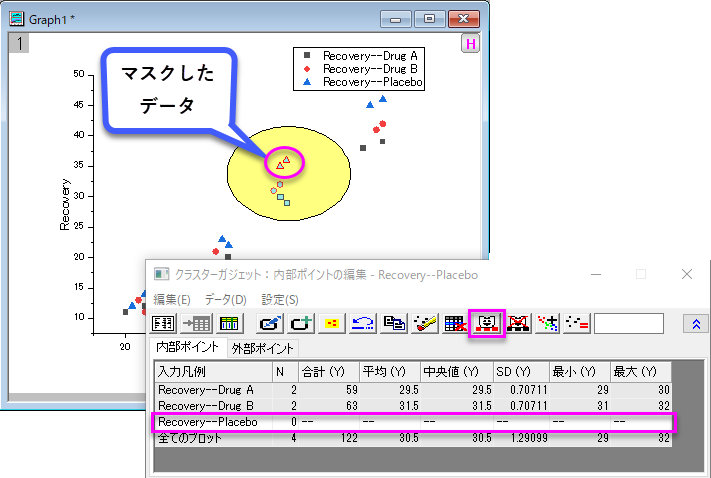 Graph1 *
1
H
マスクした
データ
Recovery--Drug A
Recovery--Drug B
Recovery--Placebo
50
45
40
35
30
25
20
15
10
Recovery
20
クラスターガジェット：内部ポイントの編集 - Recovery--Placebo
編集(E) データ(D) 設定(S)
内部ポイント 外部ポイント
入力凡例 N 合計 (Y) 平均 (Y) 中央値 (Y) SD (Y) 最小 (Y) 最大 (Y)
Recovery--Drug A 2 59 29.5 29.5 0.70711 29 30
Recovery--Drug B 2 63 31.5 31.5 0.70711 31 32
Recovery--Placebo 0 -- -- -- -- -- --
全てのプロット 4 122 30.5 30.5 1.29099 29 32